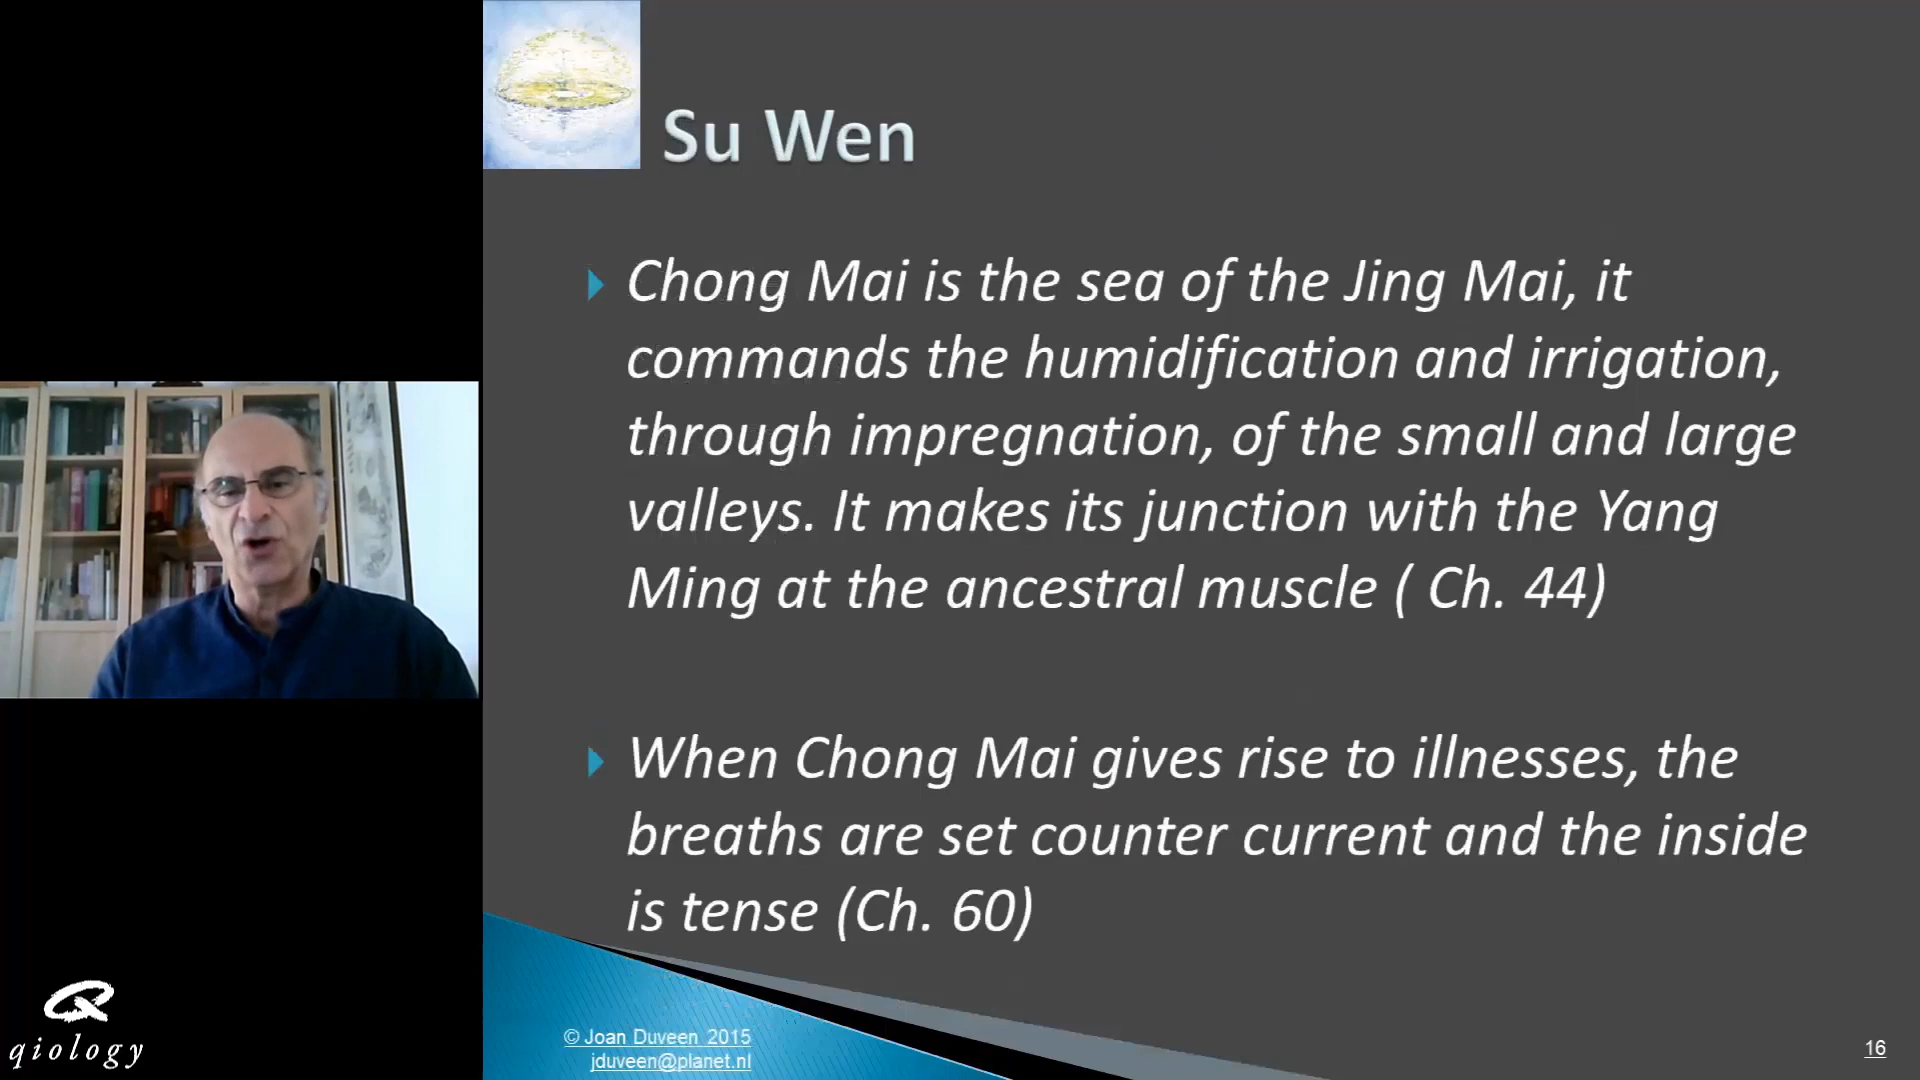 Su Wen
Chong Mai is the sea of the Jing Mai, it
commands the humidification and irrigation,
through impregnation, of the small and large
valleys. It makes its junction with the Yang
Ming at the ancestral muscle ( Ch. 44)
When Chong Mai gives rise to illnesses, the
breaths are set counter current and the inside
is tense (Ch. 60)
qiology
© Joan Duveen 2015
jduveen@planet.nl
16